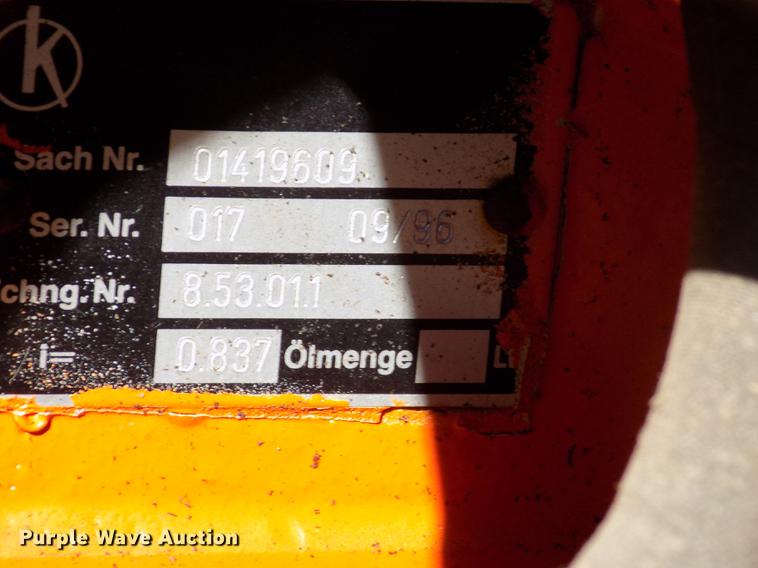 k
Sach Nr. 01419609
Ser. Nr. 017 09/96
chng. Nr. 8.53.01.1
i= 0.837 Ölmenge L
Purple Wave Auction